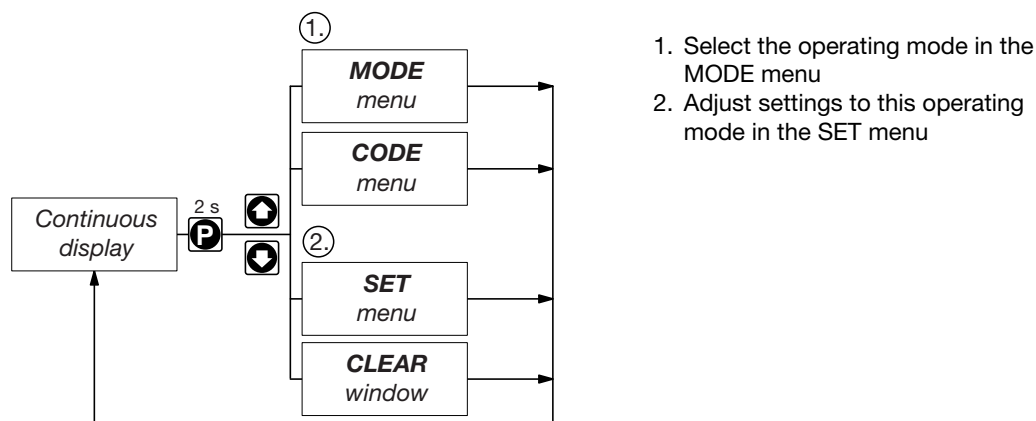 1.
MODE
menu
CODE
menu
Continuous
display
2 s
P
2.
SET
menu
CLEAR
window
1. Select the operating mode in the
MODE menu
2. Adjust settings to this operating
mode in the SET menu